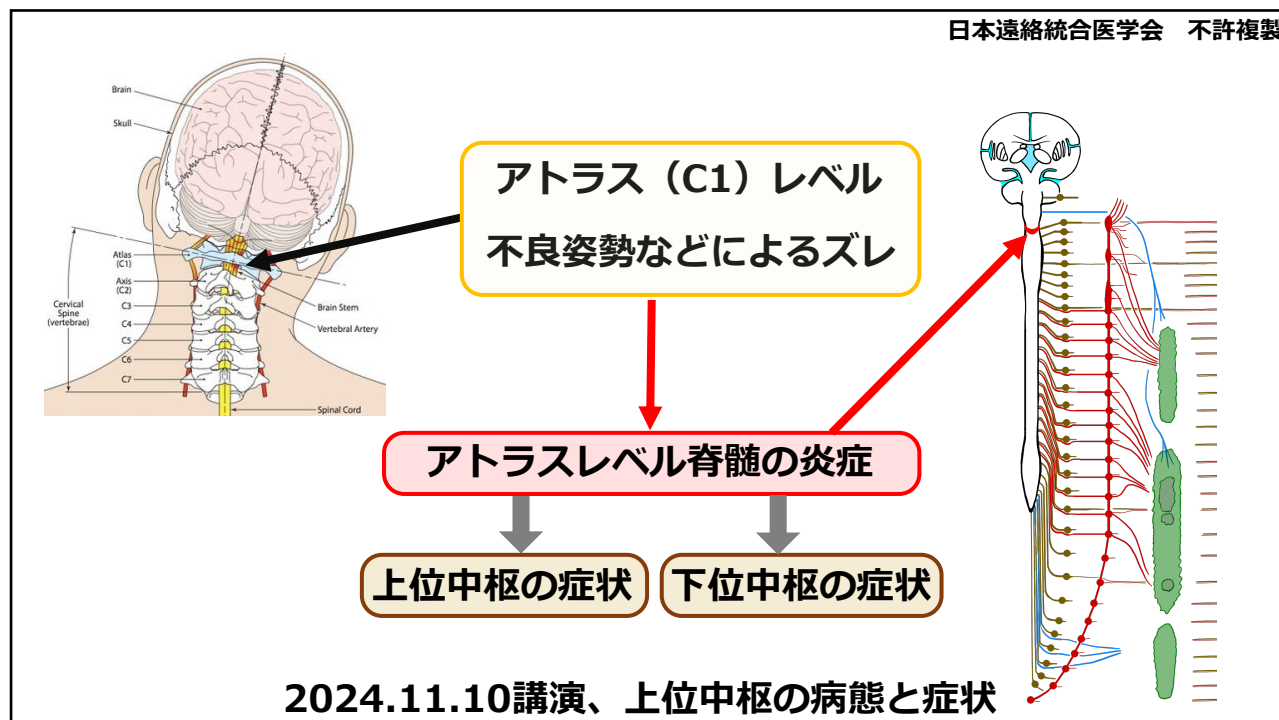 日本遠絡統合医学会　不許複製
Brain
Skull
Atlas
(C1)
Axis
(C2)
Cervical
Spine
(vertebrae)
C3
C4
C5
C6
C7
Brain Stem
Vertebral Artery
Spinal Cord
アトラス（C1）レベル
不良姿勢などによるズレ
アトラスレベル脊髄の炎症
上位中枢の症状
下位中枢の症状
2024.11.10講演、上位中枢の病態と症状